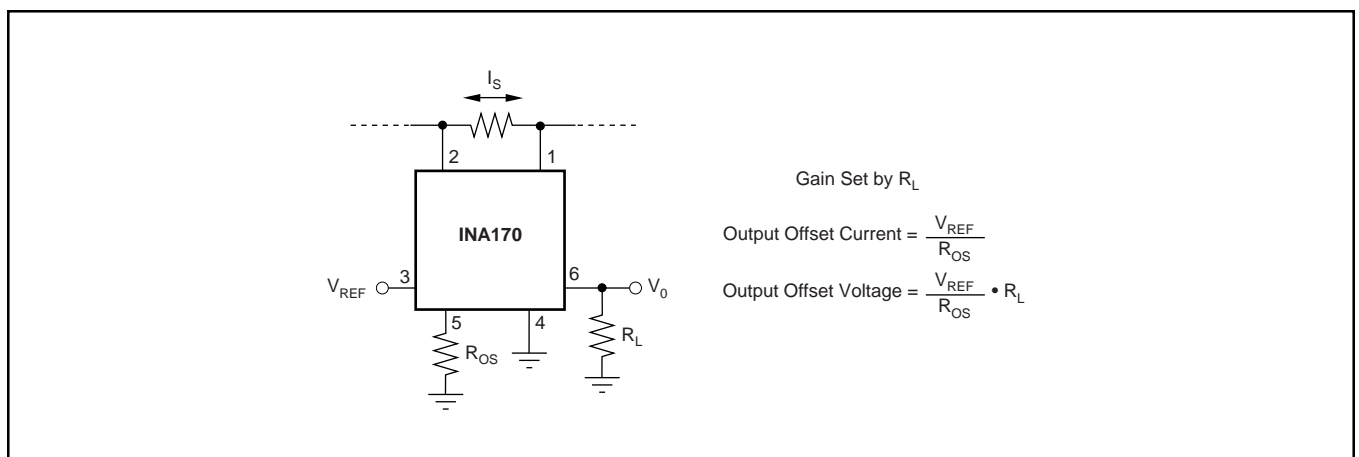 I_S
2 1
INA170
V_REF 3
6 V_0
5 4
R_OS
R_L
Gain Set by R_L
Output Offset Current = V_REF / R_OS
Output Offset Voltage = V_REF / R_OS • R_L